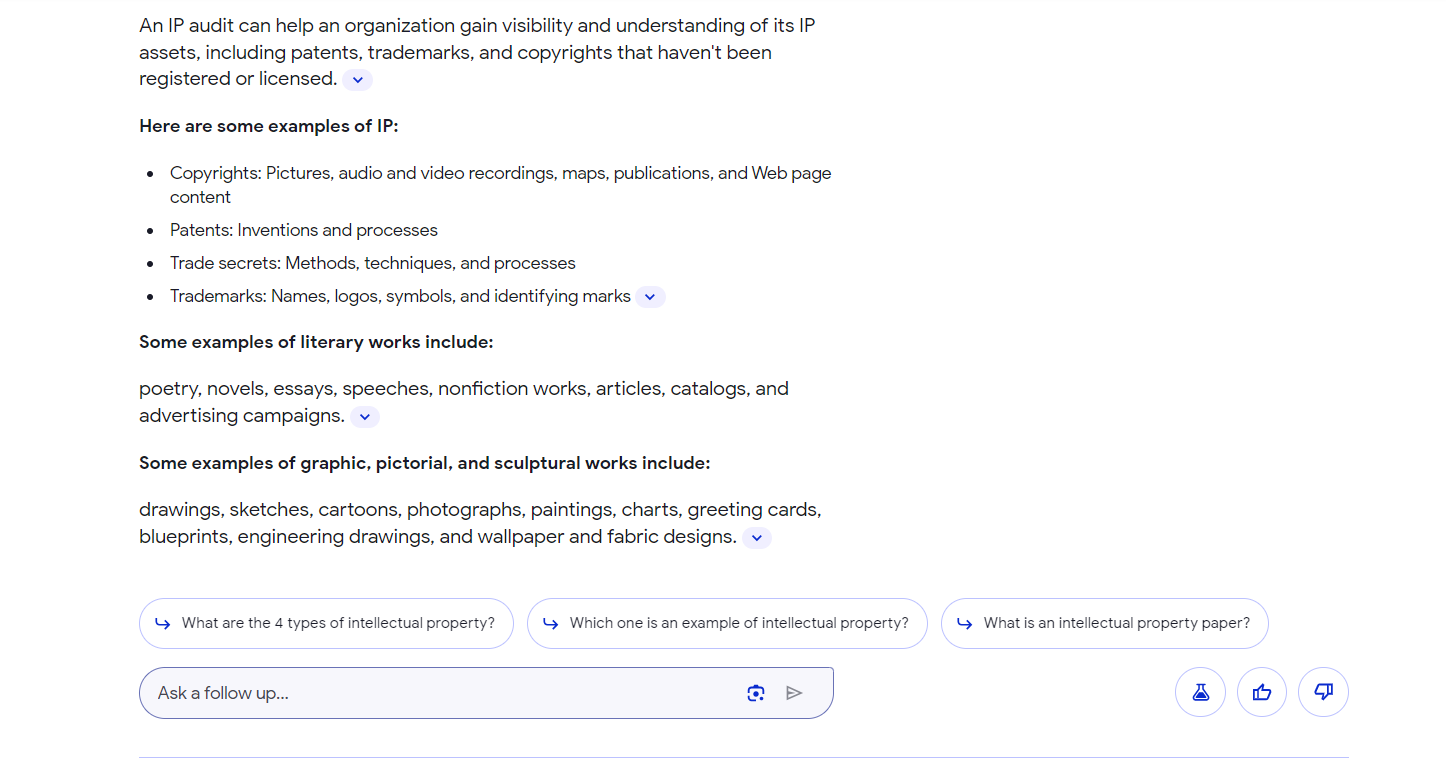 An IP audit can help an organization gain visibility and understanding of its IP
assets, including patents, trademarks, and copyrights that haven't been
registered or licensed.
Here are some examples of IP:
Copyrights: Pictures, audio and video recordings, maps, publications, and Web page
content
Patents: Inventions and processes
Trade secrets: Methods, techniques, and processes
Trademarks: Names, logos, symbols, and identifying marks
Some examples of literary works include:
poetry, novels, essays, speeches, nonfiction works, articles, catalogs, and
advertising campaigns.
Some examples of graphic, pictorial, and sculptural works include:
drawings, sketches, cartoons, photographs, paintings, charts, greeting cards,
blueprints, engineering drawings, and wallpaper and fabric designs.
What are the 4 types of intellectual property?
Which one is an example of intellectual property?
What is an intellectual property paper?
Ask a follow up...